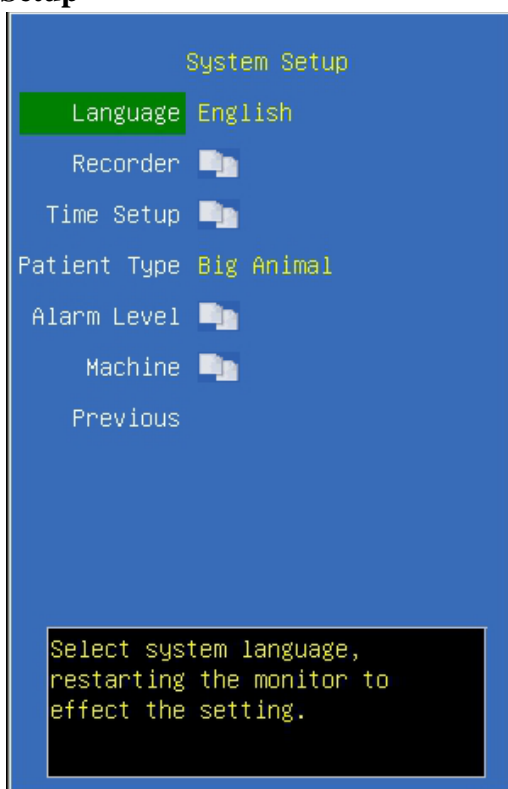 Setup
System Setup
Language English
Recorder
Time Setup
Patient Type Big Animal
Alarm Level
Machine
Previous
Select system language,
restarting the monitor to
effect the setting.